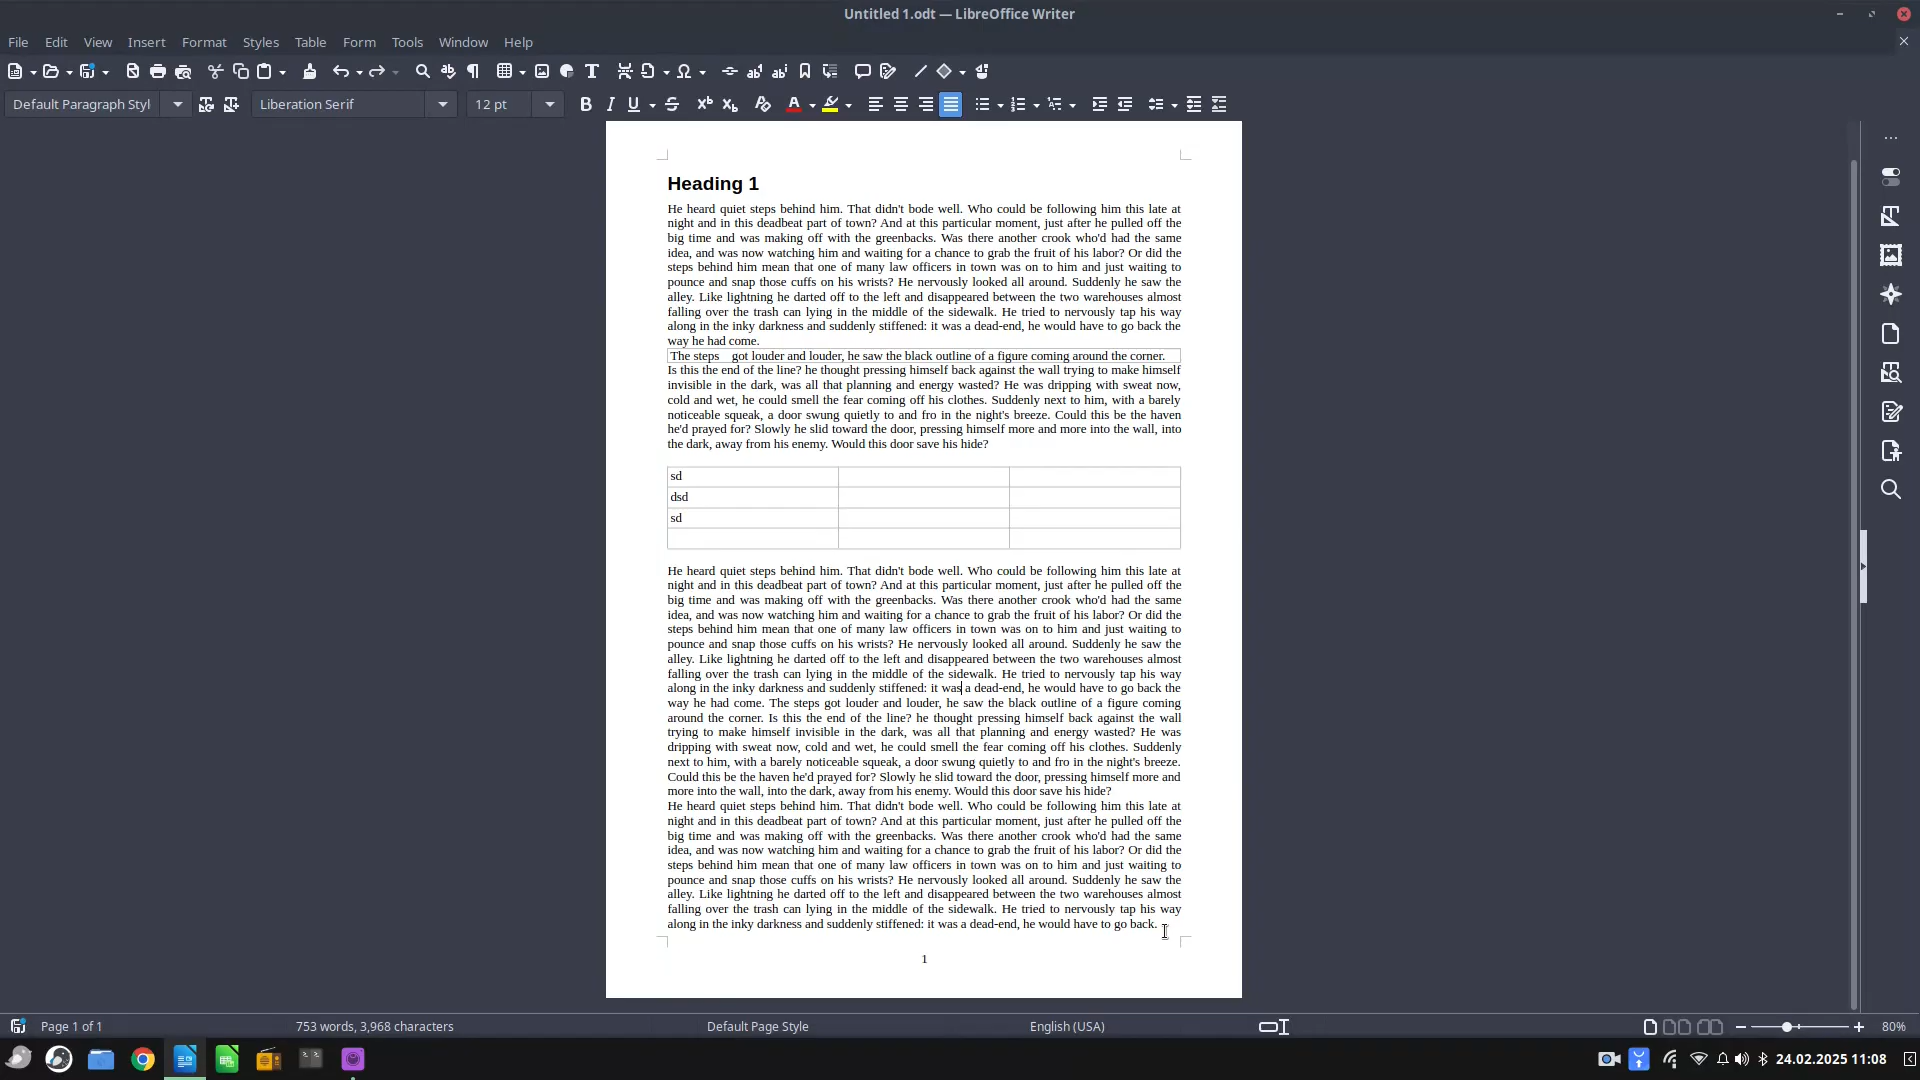 Untitled 1.odt — LibreOffice Writer
File Edit View Insert Format Styles Table Form Tools Window Help
Default Paragraph Styl Liberation Serif 12 pt
Heading 1
He heard quiet steps behind him. That didn't bode well. Who could be following him this late at
night and in this deadbeat part of town? And at this particular moment, just after he pulled off the
big time and was making off with the greenbacks. Was there another crook who'd had the same
idea, and was now watching him and waiting for a chance to grab the fruit of his labor? Or did the
steps behind him mean that one of many law officers in town was on to him and just waiting to
pounce and snap those cuffs on his wrists? He nervously looked all around. Suddenly he saw the
alley. Like lightning he darted off to the left and disappeared between the two warehouses almost
falling over the trash can lying in the middle of the sidewalk. He tried to nervously tap his way
along in the inky darkness and suddenly stiffened: it was a dead-end, he would have to go back the
way he had come.
The steps got louder and louder, he saw the black outline of a figure coming around the corner.
Is this the end of the line? he thought pressing himself back against the wall trying to make himself
invisible in the dark, was all that planning and energy wasted? He was dripping with sweat now,
cold and wet, he could smell the fear coming off his clothes. Suddenly next to him, with a barely
noticeable squeak, a door swung quietly to and fro in the night's breeze. Could this be the haven
he'd prayed for? Slowly he slid toward the door, pressing himself more and more into the wall, into
the dark, away from his enemy. Would this door save his hide?
sd
dsd
sd
He heard quiet steps behind him. That didn't bode well. Who could be following him this late at
night and in this deadbeat part of town? And at this particular moment, just after he pulled off the
big time and was making off with the greenbacks. Was there another crook who'd had the same
idea, and was now watching him and waiting for a chance to grab the fruit of his labor? Or did the
steps behind him mean that one of many law officers in town was on to him and just waiting to
pounce and snap those cuffs on his wrists? He nervously looked all around. Suddenly he saw the
alley. Like lightning he darted off to the left and disappeared between the two warehouses almost
falling over the trash can lying in the middle of the sidewalk. He tried to nervously tap his way
along in the inky darkness and suddenly stiffened: it was a dead-end, he would have to go back the
way he had come. The steps got louder and louder, he saw the black outline of a figure coming
around the corner. Is this the end of the line? he thought pressing himself back against the wall
trying to make himself invisible in the dark, was all that planning and energy wasted? He was
dripping with sweat now, cold and wet, he could smell the fear coming off his clothes. Suddenly
next to him, with a barely noticeable squeak, a door swung quietly to and fro in the night's breeze.
Could this be the haven he'd prayed for? Slowly he slid toward the door, pressing himself more and
more into the wall, into the dark, away from his enemy. Would this door save his hide?
He heard quiet steps behind him. That didn't bode well. Who could be following him this late at
night and in this deadbeat part of town? And at this particular moment, just after he pulled off the
big time and was making off with the greenbacks. Was there another crook who'd had the same
idea, and was now watching him and waiting for a chance to grab the fruit of his labor? Or did the
steps behind him mean that one of many law officers in town was on to him and just waiting to
pounce and snap those cuffs on his wrists? He nervously looked all around. Suddenly he saw the
alley. Like lightning he darted off to the left and disappeared between the two warehouses almost
falling over the trash can lying in the middle of the sidewalk. He tried to nervously tap his way
along in the inky darkness and suddenly stiffened: it was a dead-end, he would have to go back.
1
Page 1 of 1 753 words, 3,968 characters Default Page Style English (USA) 80%
24.02.2025 11:08